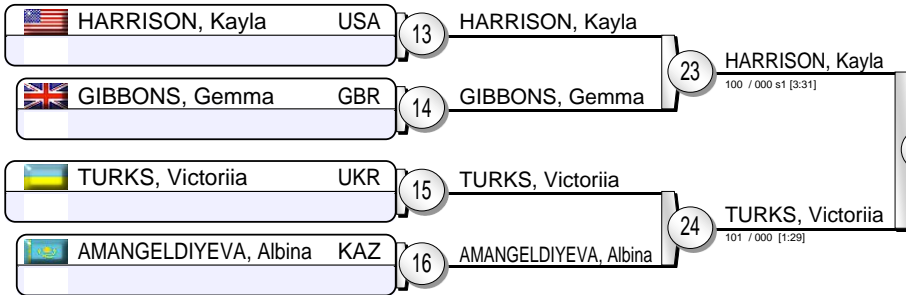 HARRISON, Kayla USA
13
HARRISON, Kayla
23
HARRISON, Kayla
100 / 000 s1 [3:31]
GIBBONS, Gemma GBR
14
GIBBONS, Gemma
TURKS, Victoriia UKR
15
TURKS, Victoriia
24
TURKS, Victoriia
101 / 000 [1:29]
AMANGELDIYEVA, Albina KAZ
16
AMANGELDIYEVA, Albina